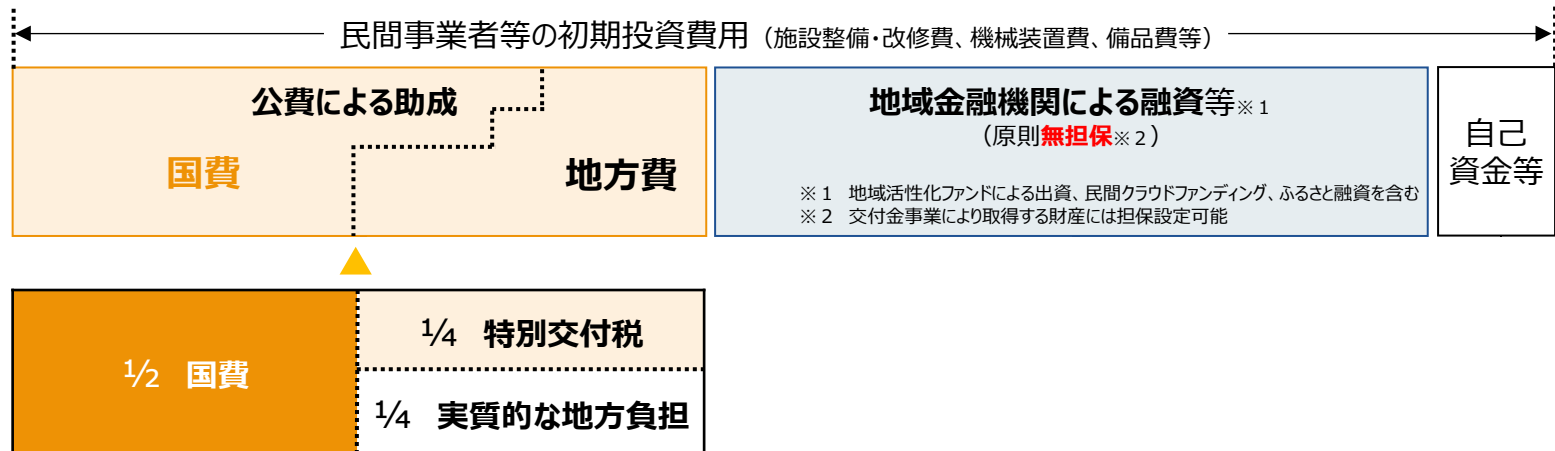 民間事業者等の初期投資費用（施設整備・改修費、機械装置費、備品費等）
公費による助成
国費
地方費
地域金融機関による融資等※１
（原則無担保※２）
※１　地域活性化ファンドによる出資、民間クラウドファンディング、ふるさと融資を含む
※２　交付金事業により取得する財産には担保設定可能
自己
資金等
1⁄2 国費
1⁄4 特別交付税
1⁄4 実質的な地方負担